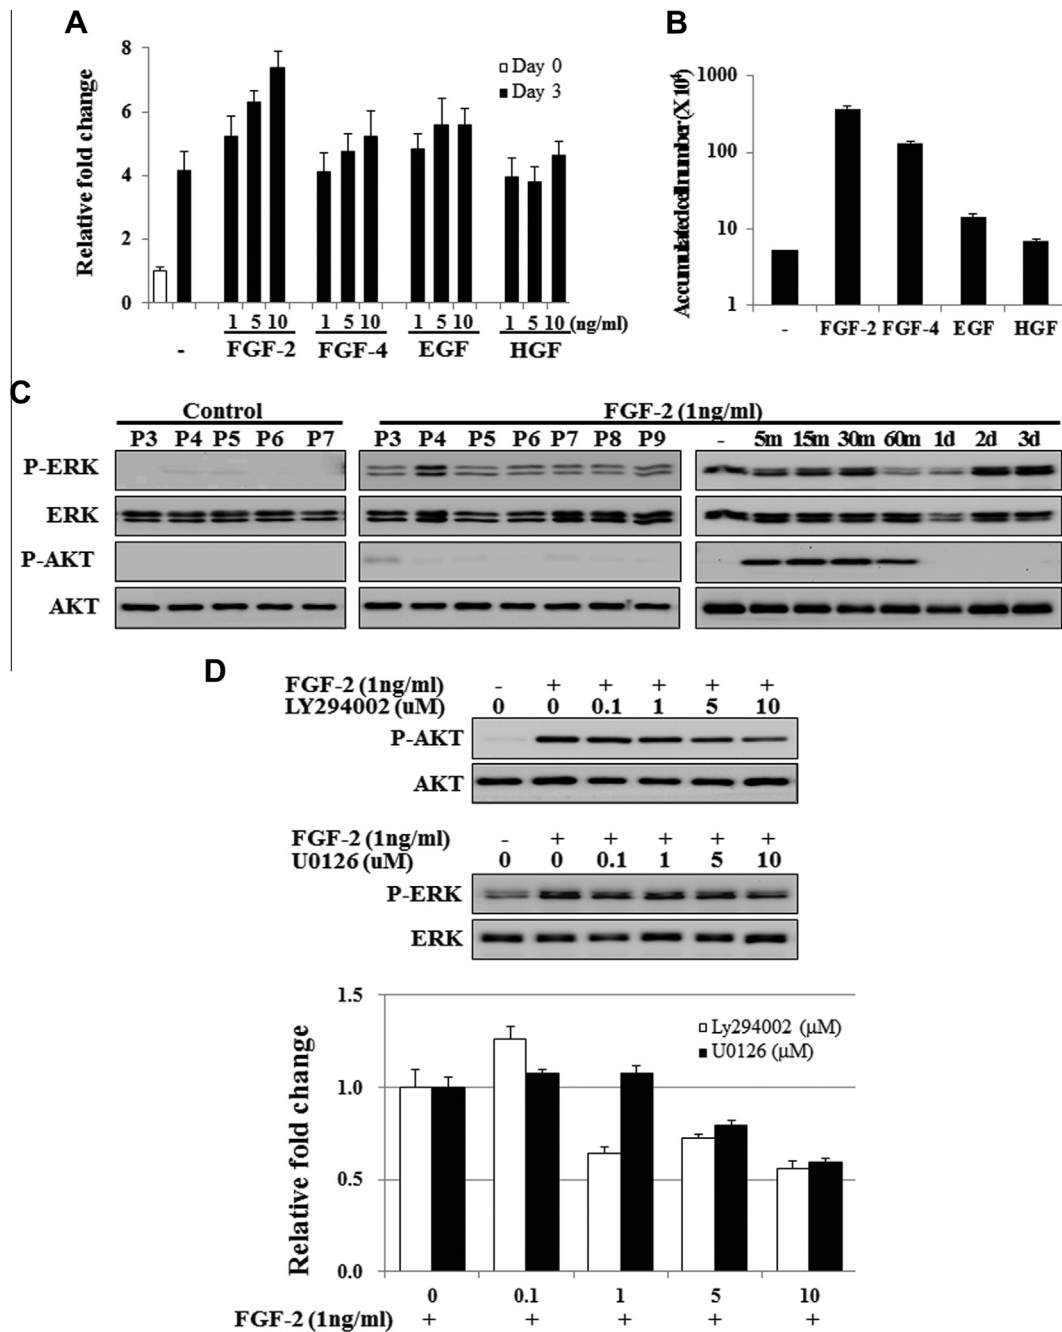 A
Relative fold change
8
6
4
2
0
Day 0
Day 3
1 5 10 1 5 10 1 5 10 1 5 10 (ng/ml)
- FGF-2 FGF-4 EGF HGF
B
Accumulated cell number (X 10⁴)
1000
100
10
1
- FGF-2 FGF-4 EGF HGF
C
Control FGF-2 (1ng/ml)
P3 P4 P5 P6 P7 P3 P4 P5 P6 P7 P8 P9 - 5m 15m 30m 60m 1d 2d 3d
P-ERK
ERK
P-AKT
AKT
D
FGF-2 (1ng/ml) - + + + + +
LY294002 (uM) 0 0 0.1 1 5 10
P-AKT
AKT
FGF-2 (1ng/ml) - + + + + +
U0126 (uM) 0 0 0.1 1 5 10
P-ERK
ERK
Relative fold change
1.5
1.0
0.5
0.0
Ly294002 (μM)
U0126 (μM)
0 0.1 1 5 10
FGF-2 (1ng/ml) + + + + +